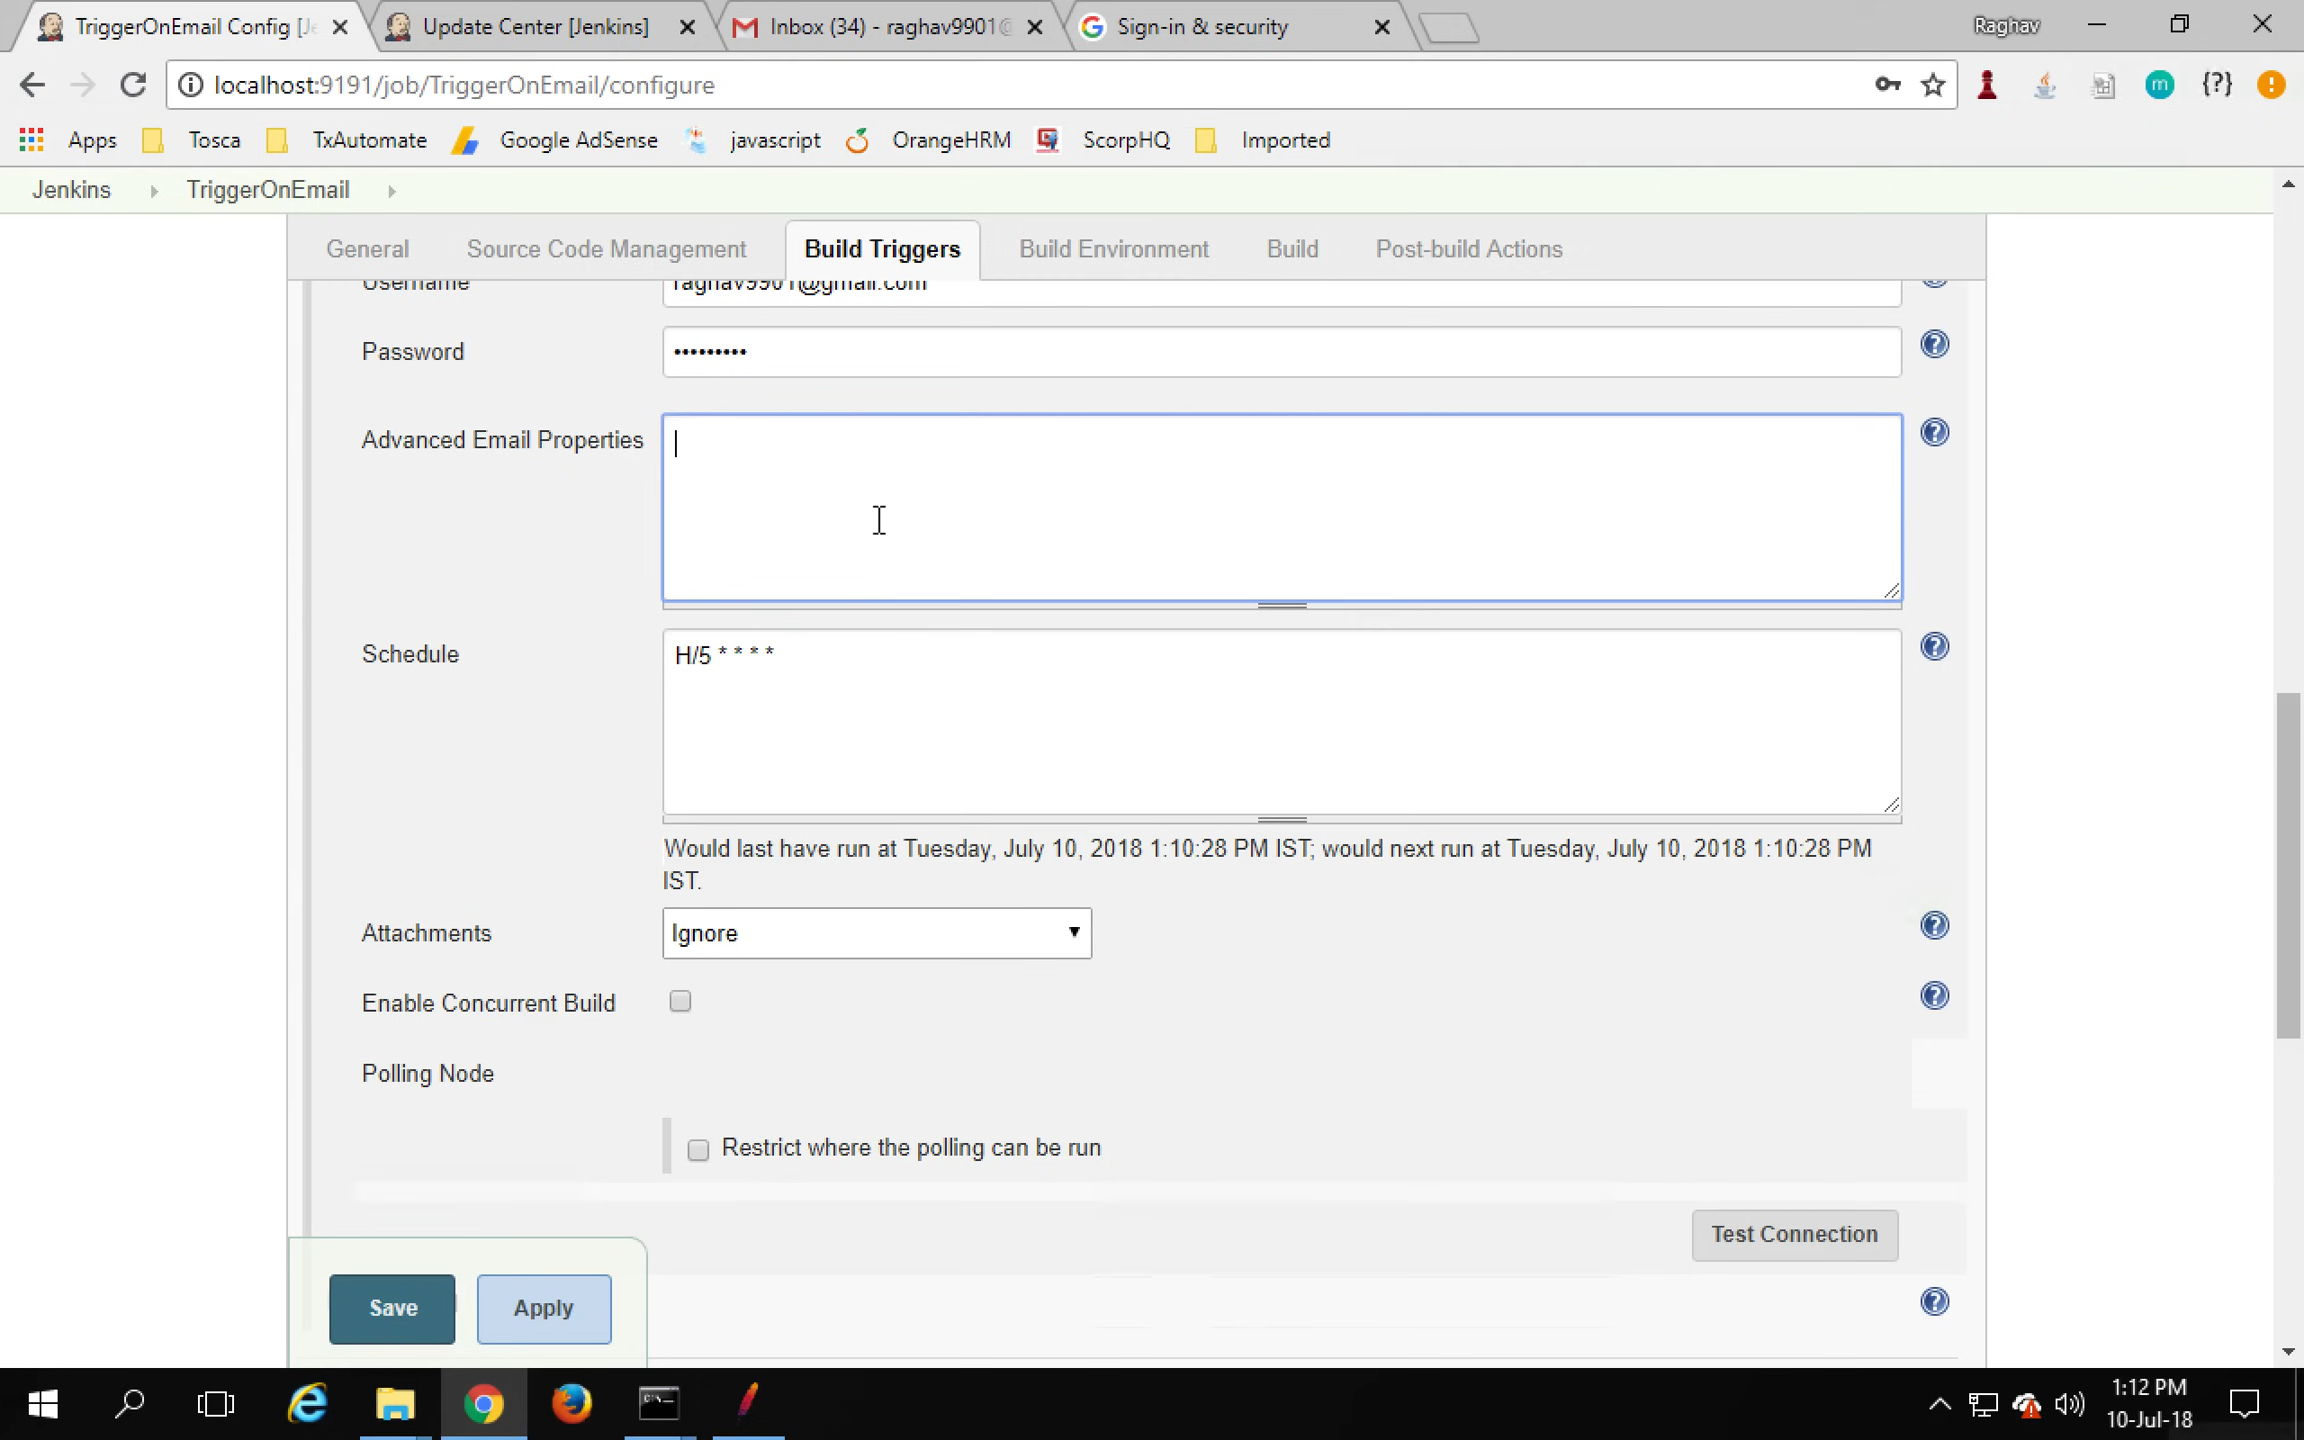 TriggerOnEmail Config [Je
Update Center [Jenkins]
Inbox (34) - raghav9901@
Sign-in & security
Raghav
localhost:9191/job/TriggerOnEmail/configure
m
{?}
Apps
Tosca
TxAutomate
Google AdSense
javascript
OrangeHRM
ScorpHQ
Imported
Jenkins
TriggerOnEmail
General
Source Code Management
Build Triggers
Build Environment
Build
Post-build Actions
Username
raghav9901@gmail.com
Password
•••••••••
Advanced Email Properties
Schedule
H/5 * * * *
Would last have run at Tuesday, July 10, 2018 1:10:28 PM IST; would next run at Tuesday, July 10, 2018 1:10:28 PM
IST.
Attachments
Ignore
Enable Concurrent Build
Polling Node
Restrict where the polling can be run
Test Connection
Save
Apply
1:12 PM
10-Jul-18